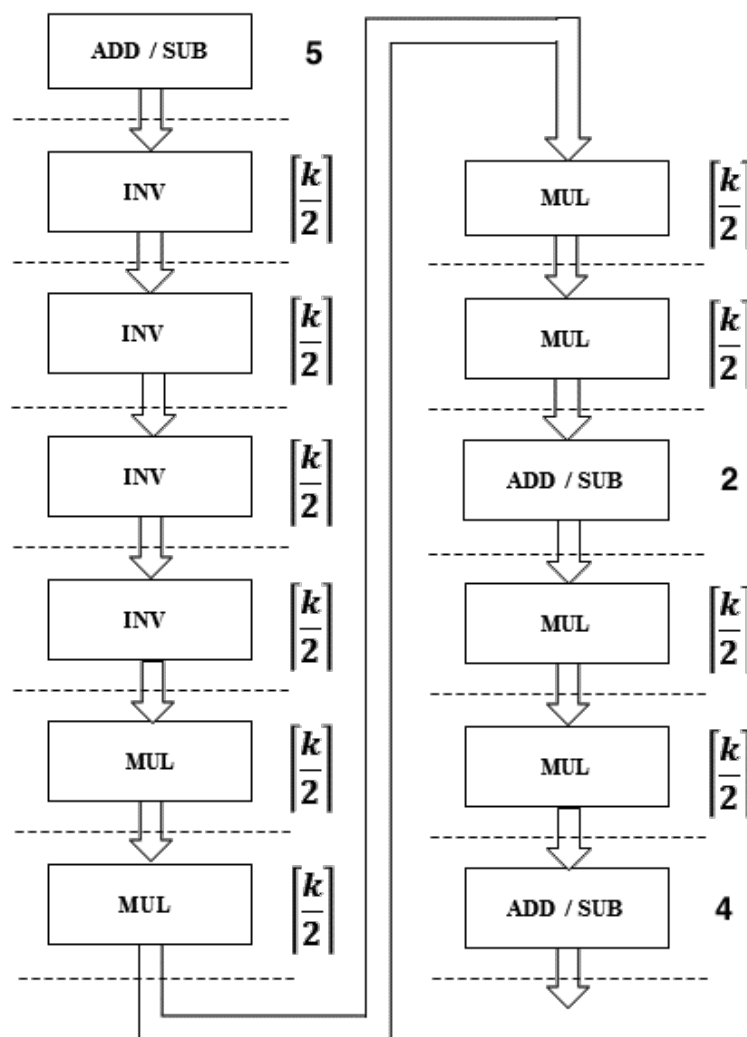 ADD / SUB 5
INV ⌈k/2⌉
INV ⌈k/2⌉
INV ⌈k/2⌉
INV ⌈k/2⌉
MUL ⌈k/2⌉
MUL ⌈k/2⌉
MUL ⌈k/2⌉
MUL ⌈k/2⌉
ADD / SUB 2
MUL ⌈k/2⌉
MUL ⌈k/2⌉
ADD / SUB 4